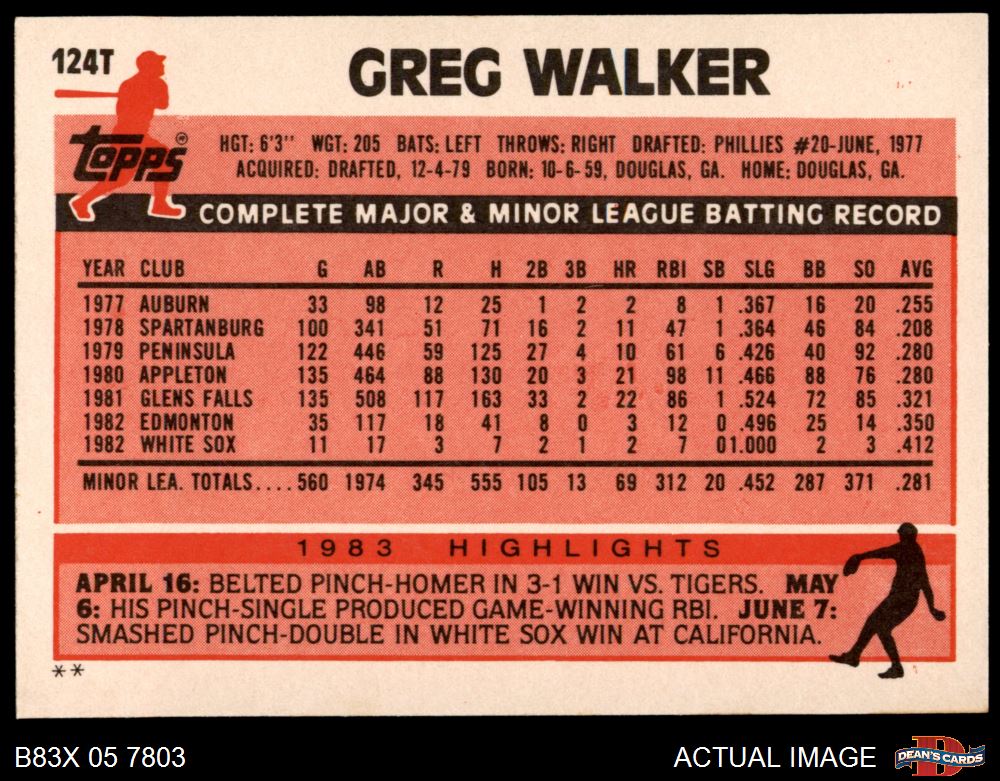 124T
GREG WALKER
topps®
HGT: 6'3'' WGT: 205 BATS: LEFT THROWS: RIGHT DRAFTED: PHILLIES #20-JUNE, 1977
ACQUIRED: DRAFTED, 12-4-79 BORN: 10-6-59, DOUGLAS, GA. HOME: DOUGLAS, GA.
COMPLETE MAJOR & MINOR LEAGUE BATTING RECORD
YEAR CLUB G AB R H 2B 3B HR RBI SB SLG BB SO AVG
1977 AUBURN 33 98 12 25 1 2 2 8 1 .367 16 20 .255
1978 SPARTANBURG 100 341 51 71 16 2 11 47 1 .364 46 84 .208
1979 PENINSULA 122 446 59 125 27 4 10 61 6 .426 40 92 .280
1980 APPLETON 135 464 88 130 20 3 21 98 11 .466 88 76 .280
1981 GLENS FALLS 135 508 117 163 33 2 22 86 1 .524 72 85 .321
1982 EDMONTON 35 117 18 41 8 0 3 12 0 .496 25 14 .350
1982 WHITE SOX 11 17 3 7 2 1 2 7 0 1.000 2 3 .412
MINOR LEA. TOTALS.... 560 1974 345 555 105 13 69 312 20 .452 287 371 .281
1983 HIGHLIGHTS
APRIL 16: BELTED PINCH-HOMER IN 3-1 WIN VS. TIGERS. MAY
6: HIS PINCH-SINGLE PRODUCED GAME-WINNING RBI. JUNE 7:
SMASHED PINCH-DOUBLE IN WHITE SOX WIN AT CALIFORNIA.
**
B83X 05 7803 ACTUAL IMAGE DEAN'S CARDS